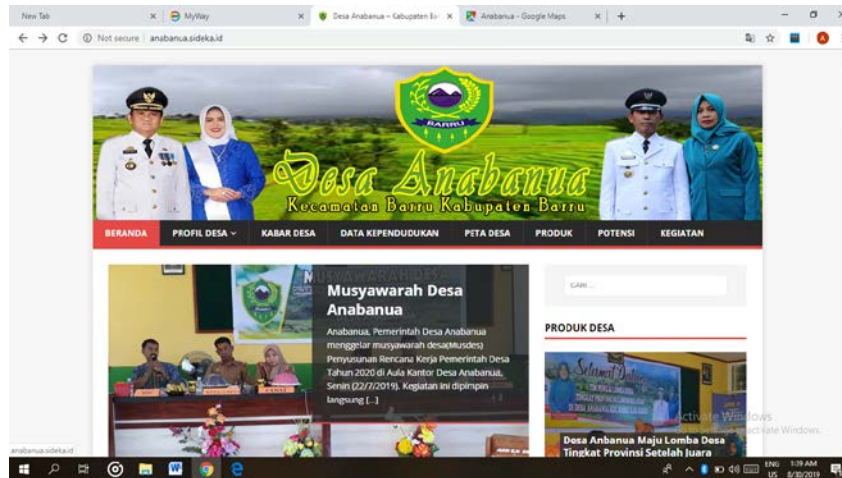 New Tab
MyWay
Desa Anabanua – Kabupaten Bar
Anabanua - Google Maps
Not secure | anabanua.sideka.id
BARRU
Desa Anabanua
Kecamatan Barru Kabupaten Barru
BERANDA PROFIL DESA KABAR DESA DATA KEPENDUDUKAN PETA DESA PRODUK POTENSI KEGIATAN
MUSYAWARAH DESA
Musyawarah Desa
Anabanua
Anabanua, Pemerintah Desa Anabanua
menggelar musyawarah desa(Musdes)
Penyusunan Rencana Kerja Pemerintah Desa
Tahun 2020 di Aula Kantor Desa Anabanua,
Senin (22/7/2019). Kegiatan ini dipimpin
langsung [...]
CARI ...
PRODUK DESA
Selamat Datang
Desa Anbanua Maju Lomba Desa
Tingkat Provinsi Setelah Juara
Activate Windows
anabanua.sideka.id
ENG 1:39 AM
US 8/30/2019